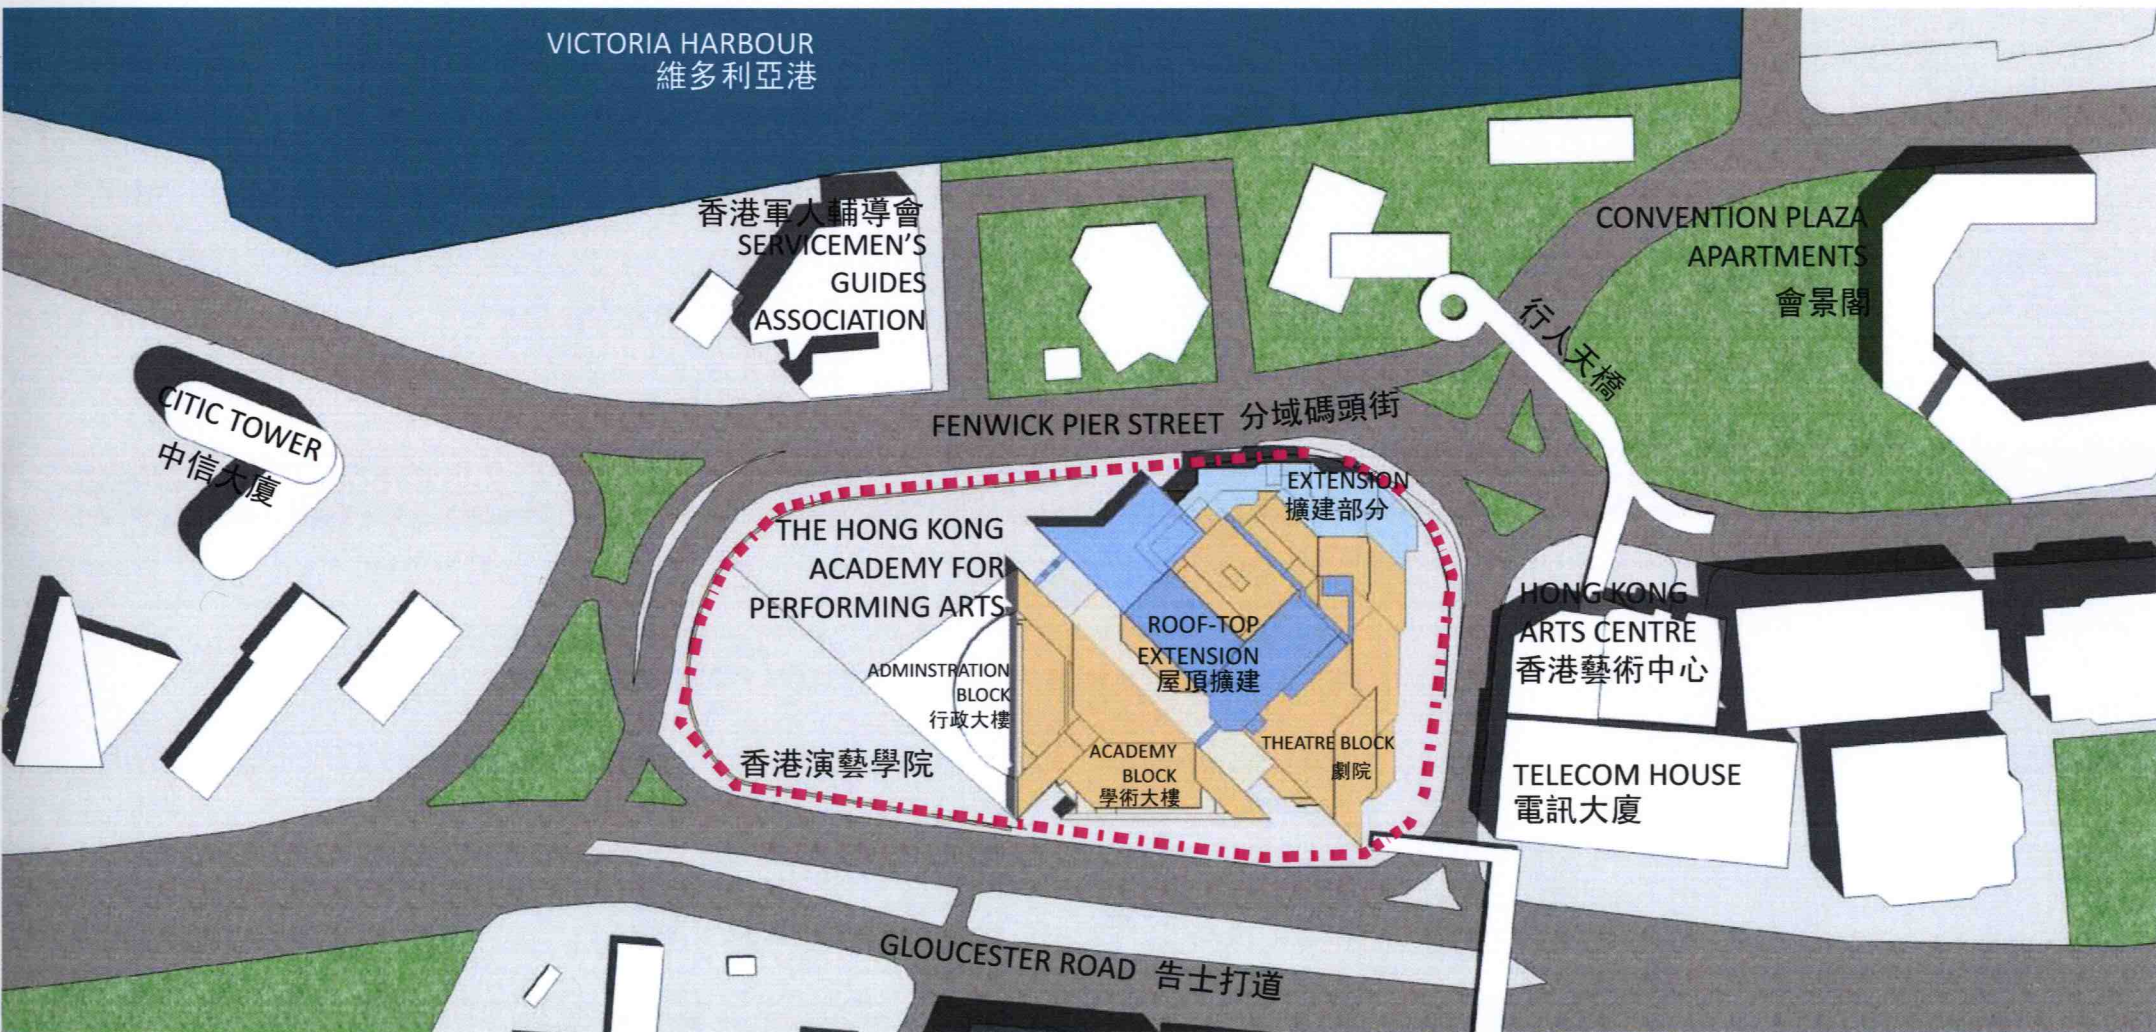 VICTORIA HARBOUR
維多利亞港
香港軍人輔導會
SERVICEMEN'S
GUIDES
ASSOCIATION
CONVENTION PLAZA
APARTMENTS
會景閣
行人天橋
CITIC TOWER
中信大廈
FENWICK PIER STREET 分域碼頭街
EXTENSION
擴建部分
THE HONG KONG
ACADEMY FOR
PERFORMING ARTS
ROOF-TOP
EXTENSION
屋頂擴建
HONG KONG
ARTS CENTRE
香港藝術中心
ADMINSTRATION
BLOCK
行政大樓
香港演藝學院
ACADEMY
BLOCK
學術大樓
THEATRE BLOCK
劇院
TELECOM HOUSE
電訊大廈
GLOUCESTER ROAD 告士打道